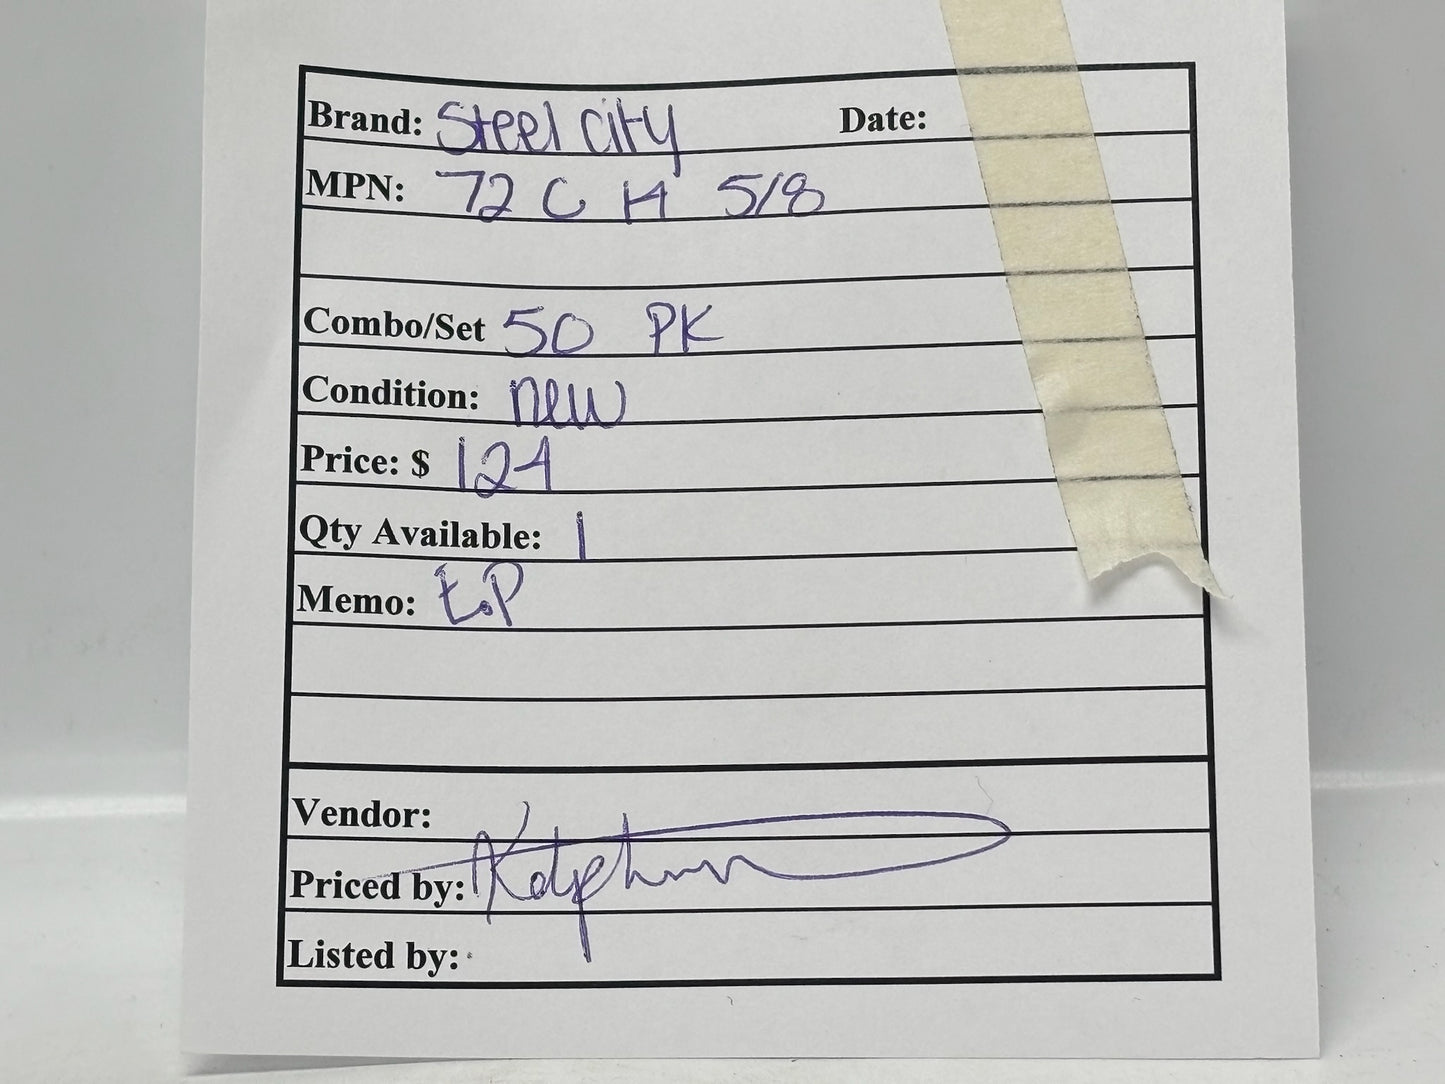 Brand: Steel City Date:
MPN: 72 C H 5/8
Combo/Set 50 PK
Condition: new
Price: $ 124
Qty Available: 1
Memo: E.P
Vendor:
Priced by:
Listed by: